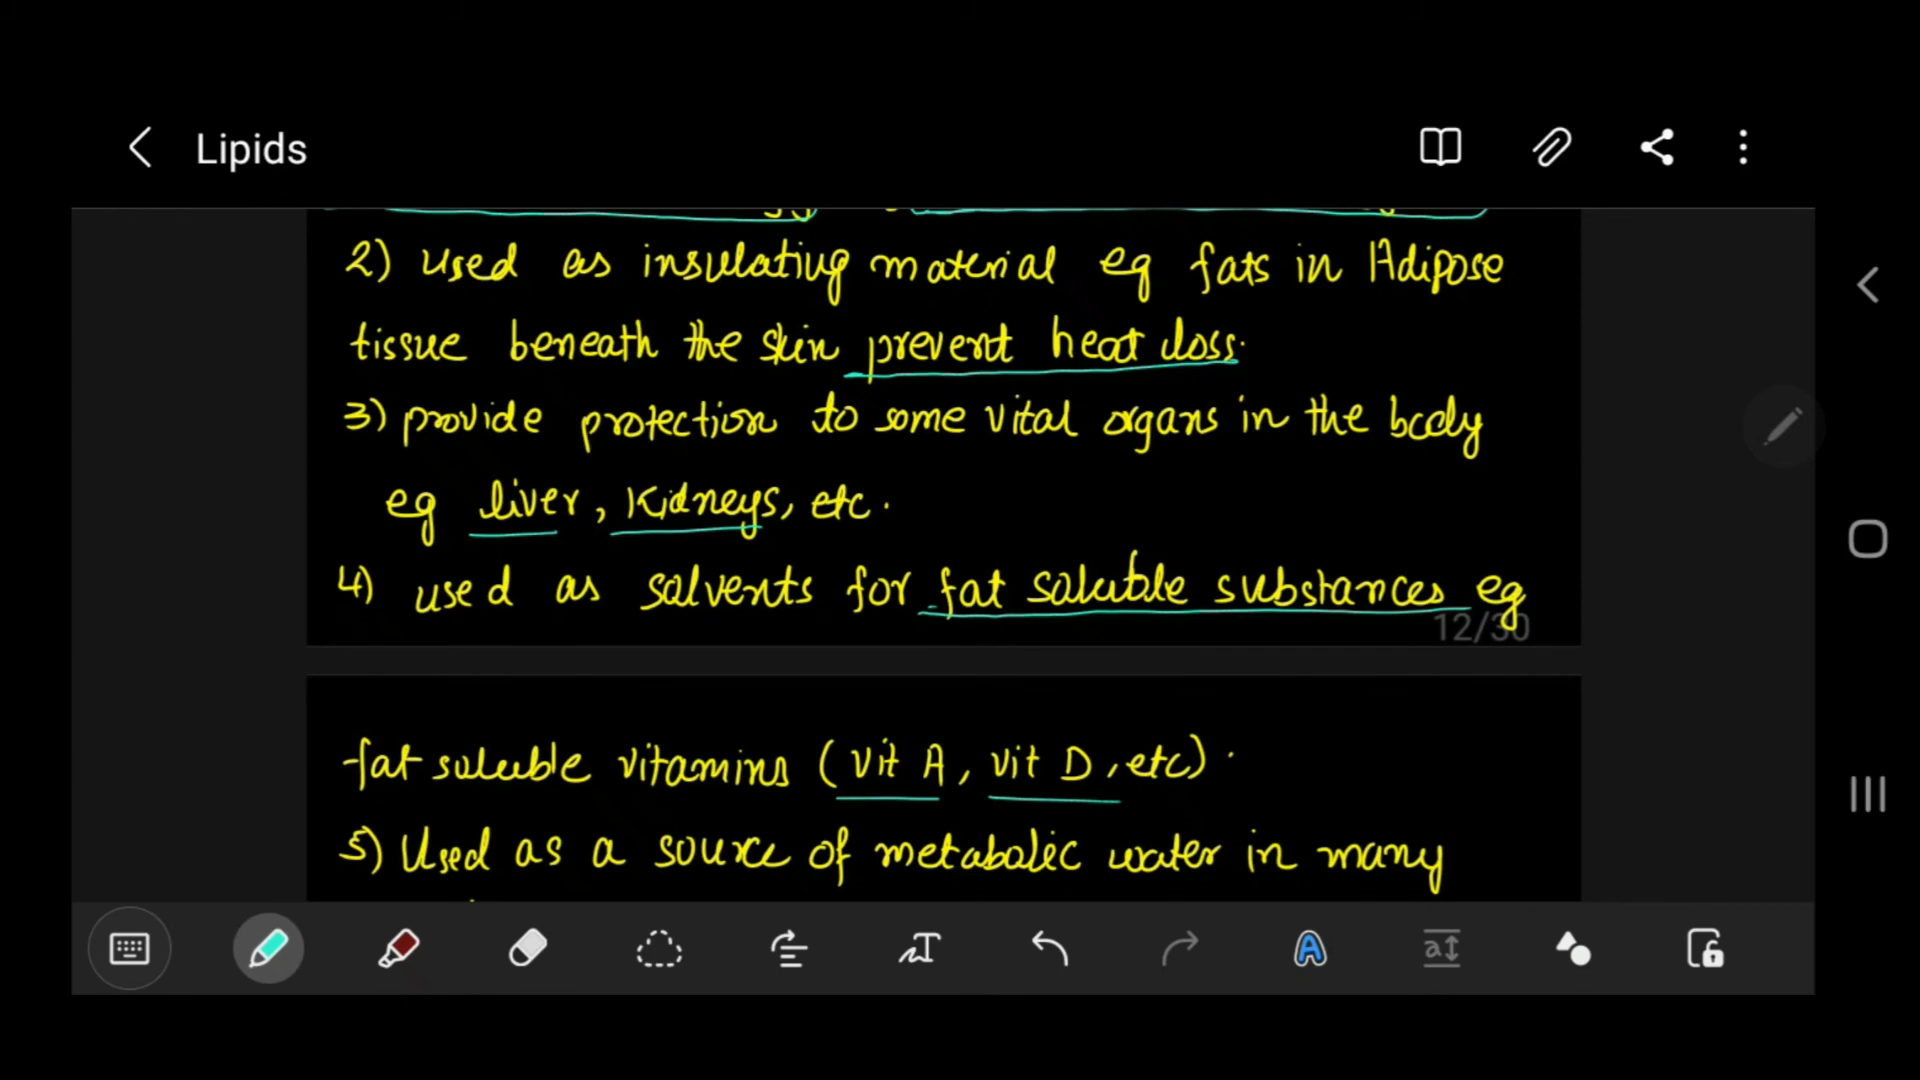 Lipids
2) used as insulating material eg fats in Adipose
tissue beneath the skin prevent heat loss.
3) provide protection to some vital organs in the body
eg liver, Kidneys, etc.
4) used as solvents for fat soluble substances eg
12/30
fat soluble vitamins (vit A, vit D, etc).
5) Used as a source of metabolic water in many